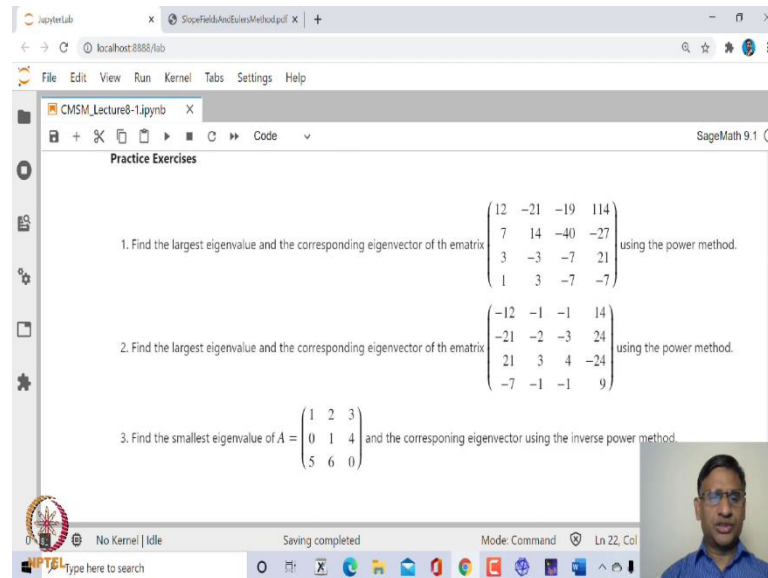 JupyterLab
SlopeFieldsAndEulersMethod.pdf
localhost:8888/lab
File Edit View Run Kernel Tabs Settings Help
CMSM_Lecture8-1.ipynb
Code
SageMath 9.1
Practice Exercises
1. Find the largest eigenvalue and the corresponding eigenvector of th ematrix
12 −21 −19 114
7 14 −40 −27
3 −3 −7 21
1 3 −7 −7
using the power method.
2. Find the largest eigenvalue and the corresponding eigenvector of th ematrix
−12 −1 −1 14
−21 −2 −3 24
21 3 4 −24
−7 −1 −1 9
using the power method.
3. Find the smallest eigenvalue of A =
1 2 3
0 1 4
5 6 0
and the corresponing eigenvector using the inverse power method.
No Kernel | Idle Saving completed Mode: Command Ln 22, Col
NPTEL Type here to search